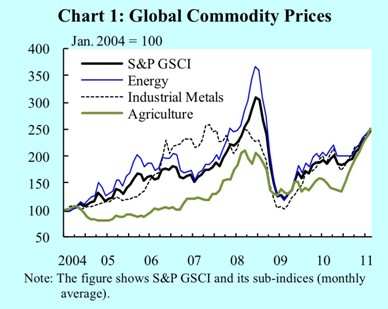 Chart 1: Global Commodity Prices
Jan. 2004 = 100
400
350
300
250
200
150
100
50
S&P GSCI
Energy
Industrial Metals
Agriculture
2004 05 06 07 08 09 10 11
Note: The figure shows S&P GSCI and its sub-indices (monthly
average).